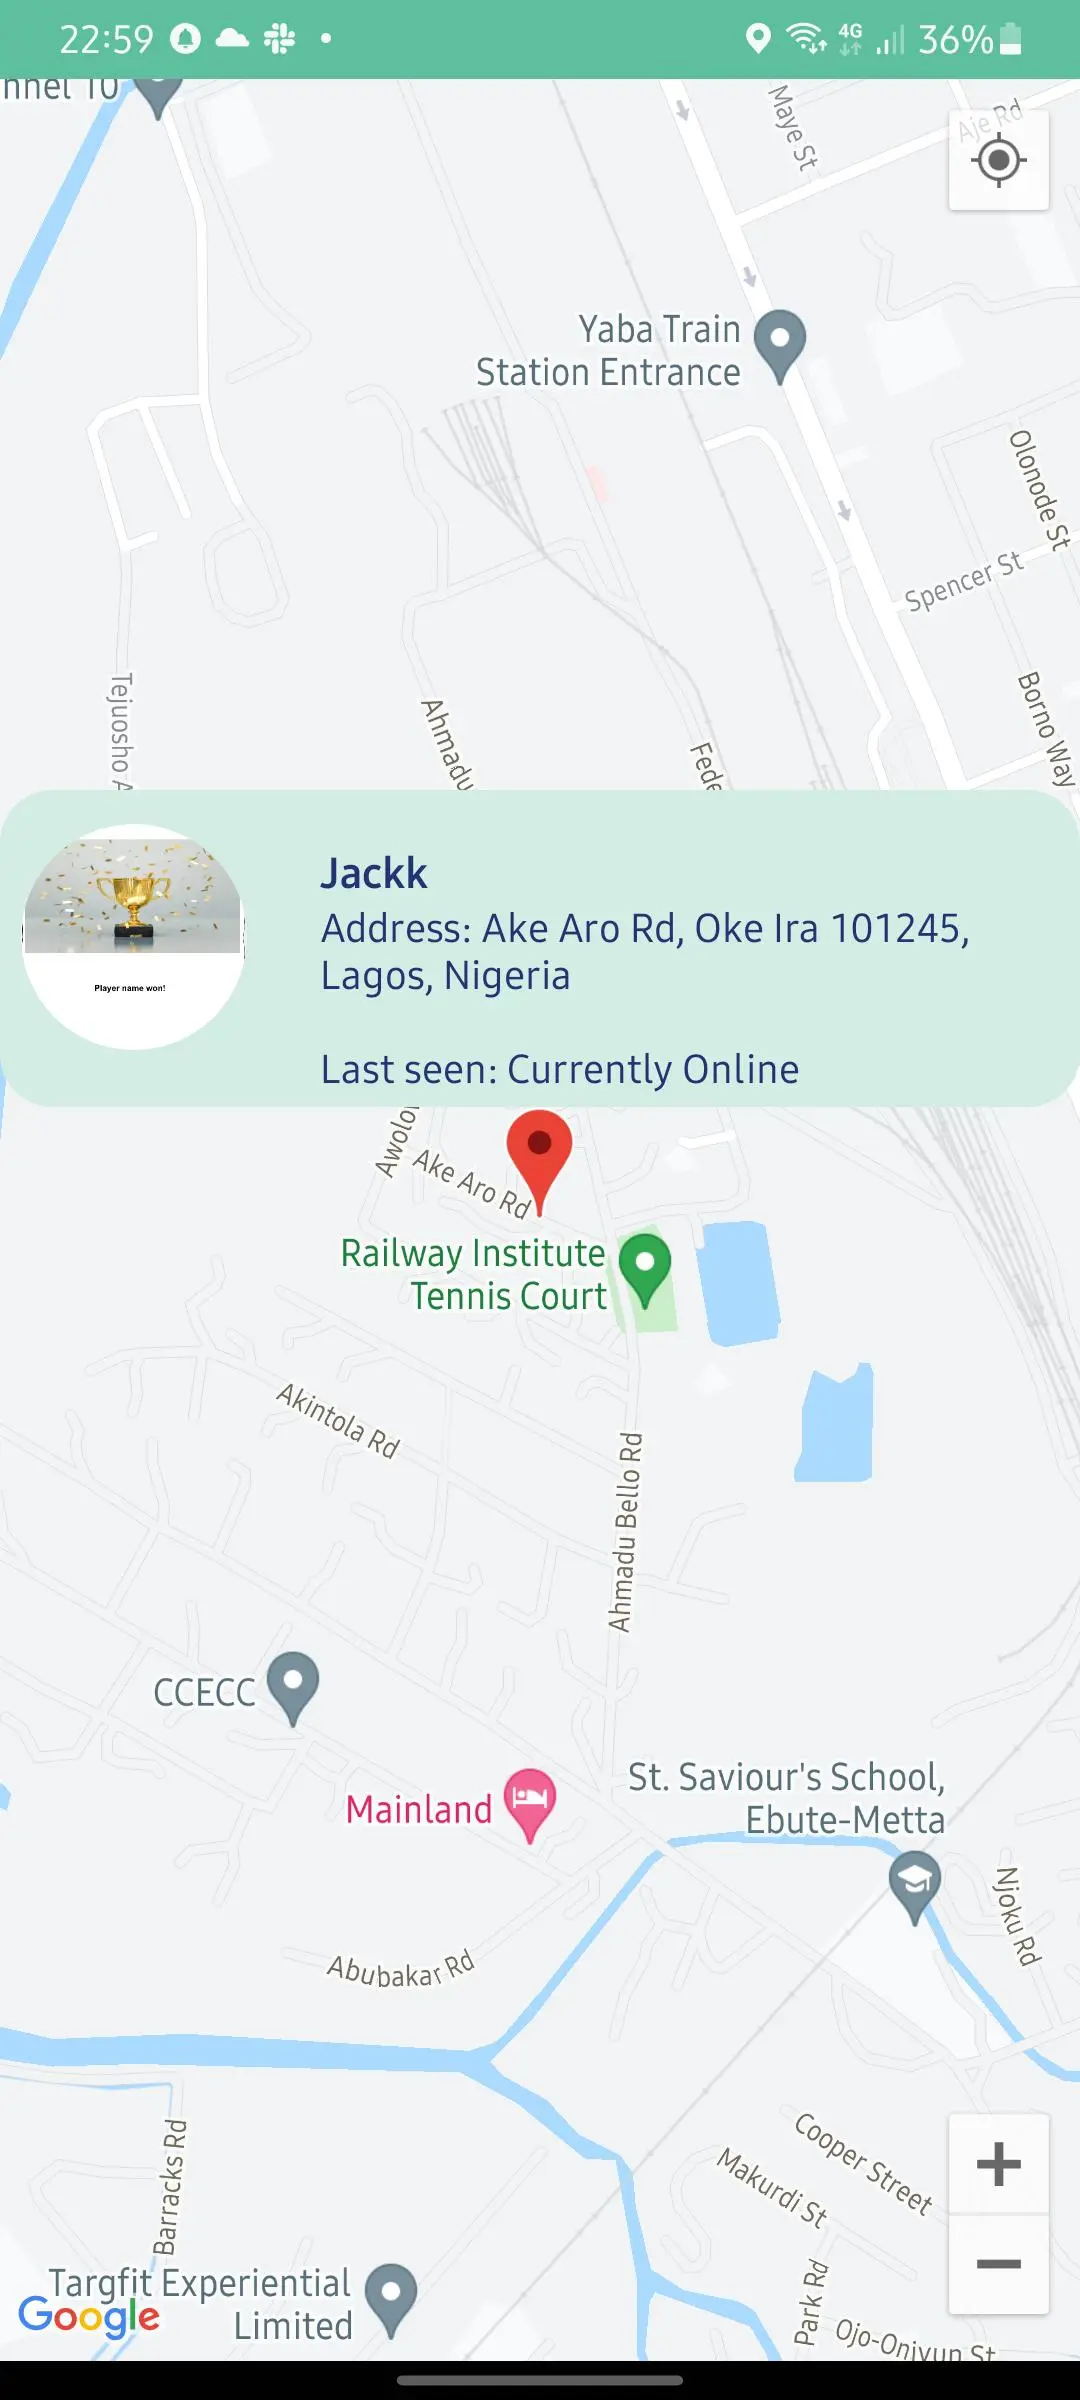 22:59
4G
36%
nnel 10
Maye St
Aje Rd
Yaba Train
Station Entrance
Olonode St
Spencer St
Borno Way
Tejuosho A
Ahmadu
Fede
Jackk
Address: Ake Aro Rd, Oke Ira 101245,
Lagos, Nigeria
Last seen: Currently Online
Player name won!
Awolo
Ake Aro Rd
Railway Institute
Tennis Court
Akintola Rd
Ahmadu Bello Rd
CCECC
Mainland
St. Saviour's School,
Ebute-Metta
Njoku Rd
Abubakar Rd
Barracks Rd
Cooper Street
Makurdi St
Park Rd
Targfit Experiential
Limited
Google
Ojo-Oniyun St